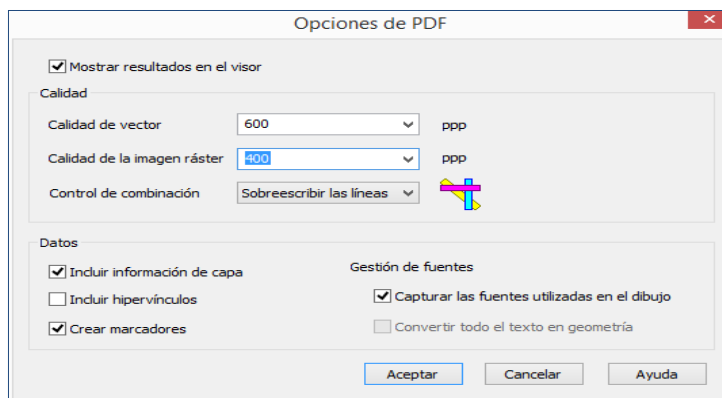 Opciones de PDF
Mostrar resultados en el visor
Calidad
Calidad de vector 600 ppp
Calidad de la imagen ráster 400 ppp
Control de combinación Sobreescribir las líneas
Datos
Incluir información de capa
Incluir hipervínculos
Crear marcadores
Gestión de fuentes
Capturar las fuentes utilizadas en el dibujo
Convertir todo el texto en geometría
Aceptar Cancelar Ayuda